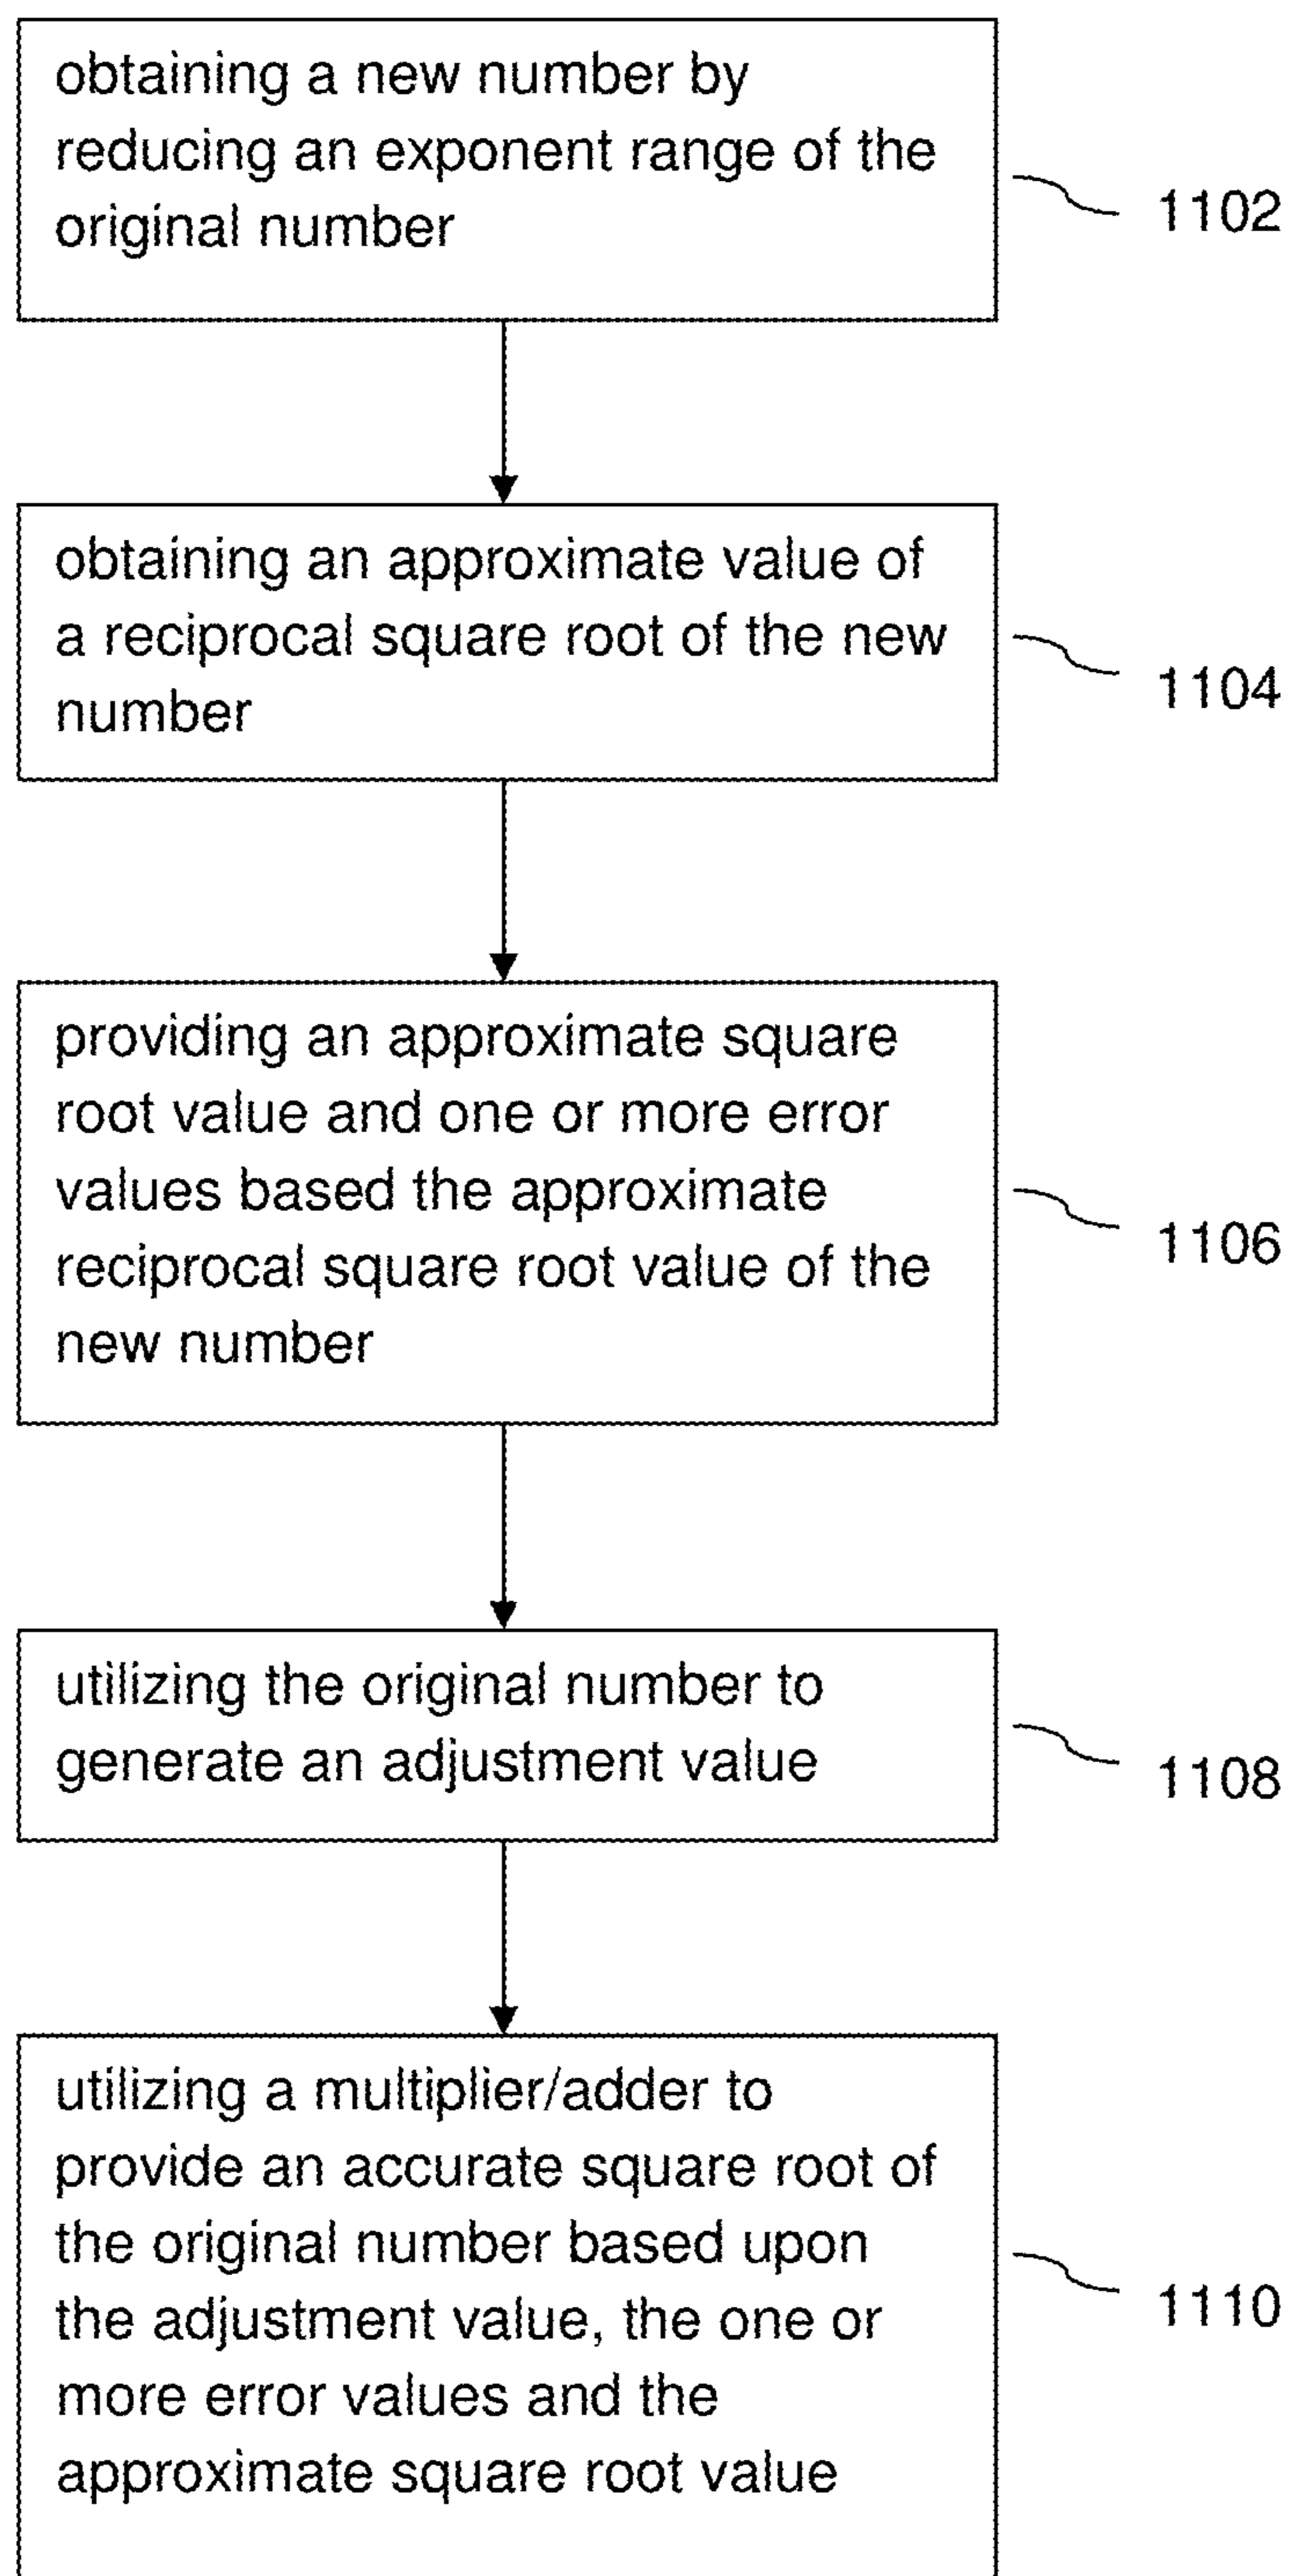 obtaining a new number by
reducing an exponent range of the
original number
1102
obtaining an approximate value of
a reciprocal square root of the new
number
1104
providing an approximate square
root value and one or more error
values based the approximate
reciprocal square root value of the
new number
1106
utilizing the original number to
generate an adjustment value
1108
utilizing a multiplier/adder to
provide an accurate square root of
the original number based upon
the adjustment value, the one or
more error values and the
approximate square root value
1110